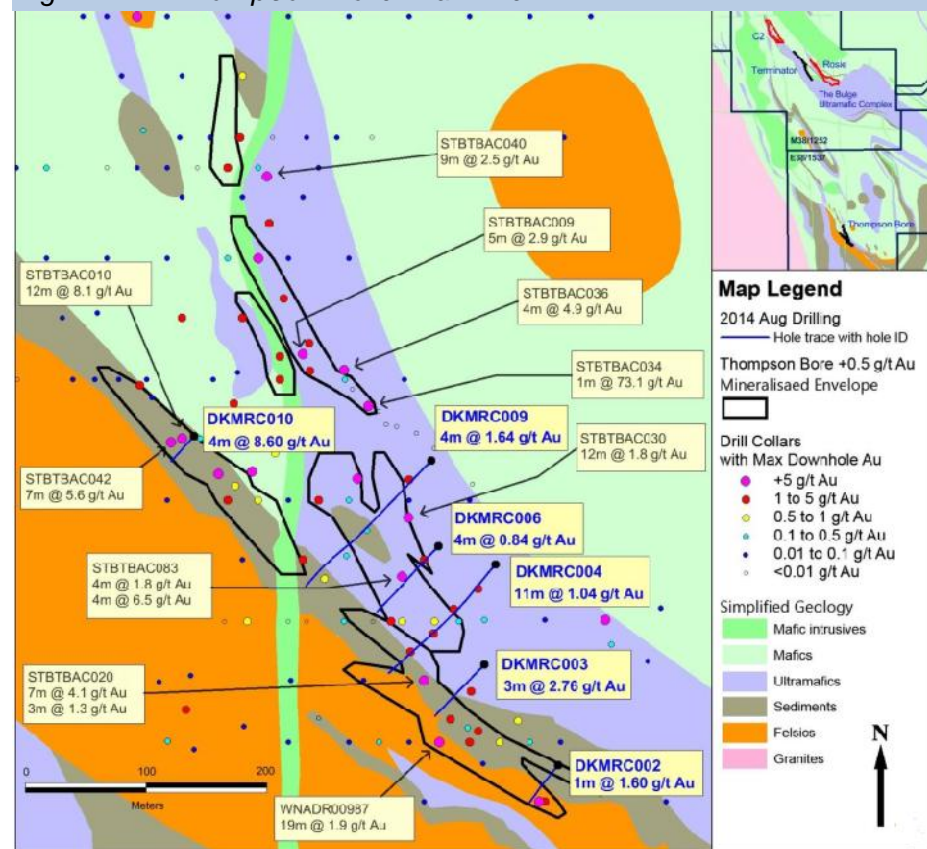 C2
Rosie
Terminator
The Bulge
Ultramafic Complex
M38/1252
E38/1537
Thompson Bore
STBTBAC040
9m @ 2.5 g/t Au
STBTBAC009
5m @ 2.9 g/t Au
STBTBAC010
12m @ 8.1 g/t Au
STBTBAC036
4m @ 4.9 g/t Au
STBTBAC034
1m @ 73.1 g/t Au
DKMRC010
4m @ 8.60 g/t Au
DKMRC009
4m @ 1.64 g/t Au
STBTBAC030
12m @ 1.8 g/t Au
STBTBAC042
7m @ 5.6 g/t Au
DKMRC006
4m @ 0.84 g/t Au
STBTBAC083
4m @ 1.8 g/t Au
4m @ 6.5 g/t Au
DKMRC004
11m @ 1.04 g/t Au
DKMRC003
3m @ 2.76 g/t Au
STBTBAC020
7m @ 4.1 g/t Au
3m @ 1.3 g/t Au
DKMRC002
1m @ 1.60 g/t Au
WNADR00987
19m @ 1.9 g/t Au
0 100 200
Meters
Map Legend
2014 Aug Drilling
Hole trace with hole ID
Thompson Bore +0.5 g/t Au
Mineralisaed Envelope
Drill Collars
with Max Downhole Au
+5 g/t Au
1 to 5 g/t Au
0.5 to 1 g/t Au
0.1 to 0.5 g/t Au
0.01 to 0.1 g/t Au
<0.01 g/t Au
Simplified Geology
Mafic intrusives
Mafics
Ultramafics
Sediments
Felsics
Granites
N